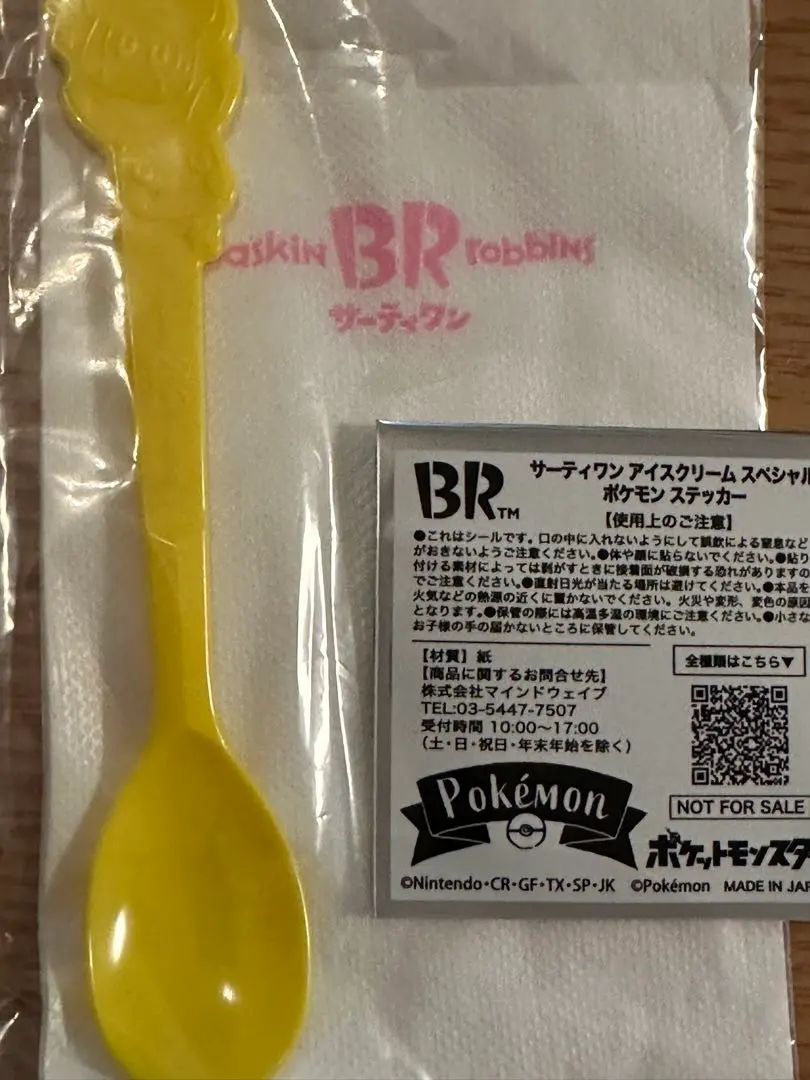 baskin BR robbins
サーティワン
BR™
サーティワン アイスクリーム スペシャル
ポケモン ステッカー
【使用上のご注意】
●これはシールです。口の中に入れないようにして誤飲による窒息など
がおきないようご注意ください。●体や顔に貼らないでください。●貼り
付ける素材によっては剥がすときに接着面が破損する恐れがありますの
でご注意ください。●直射日光が当たる場所は避けてください。●本品を
火気などの熱源の近くに置かないでください。火災や変形、変色の原因
となります。●保管の際には高温多湿の環境にご注意ください。●小さな
お子様の手の届かないところに保管してください。
【材質】紙
【商品に関するお問合せ先】
株式会社マインドウェイブ
TEL:03-5447-7507
受付時間 10:00〜17:00
(土・日・祝日・年末年始を除く)
全種類はこちら▼
NOT FOR SALE
Pokémon
ポケットモンスタ
©Nintendo・CR・GF・TX・SP・JK ©Pokémon MADE IN JAP